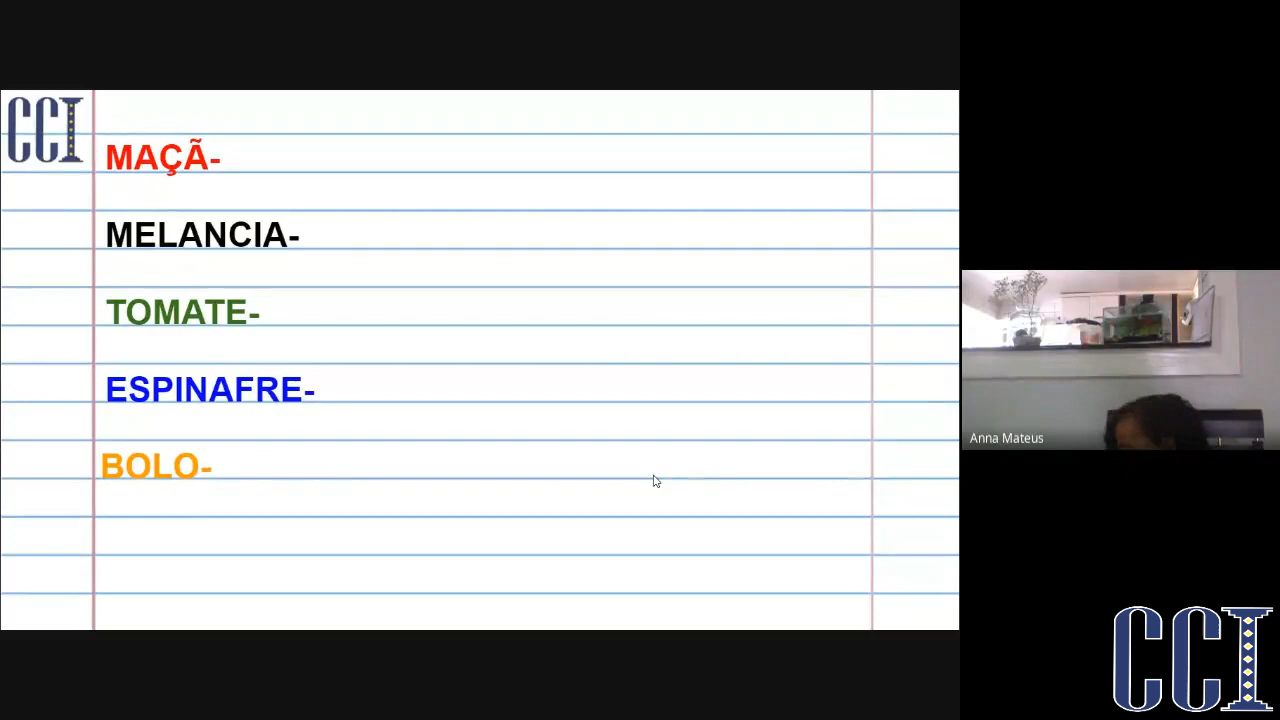 CCI
MAÇÃ-
MELANCIA-
TOMATE-
ESPINAFRE-
BOLO-
Anna Mateus
CCI